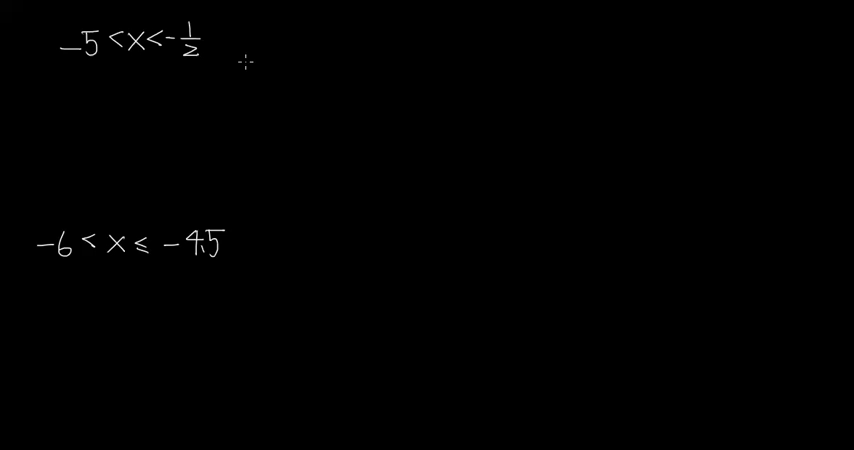 -5 < x < -1/2
-6 < x ≤ -4.5